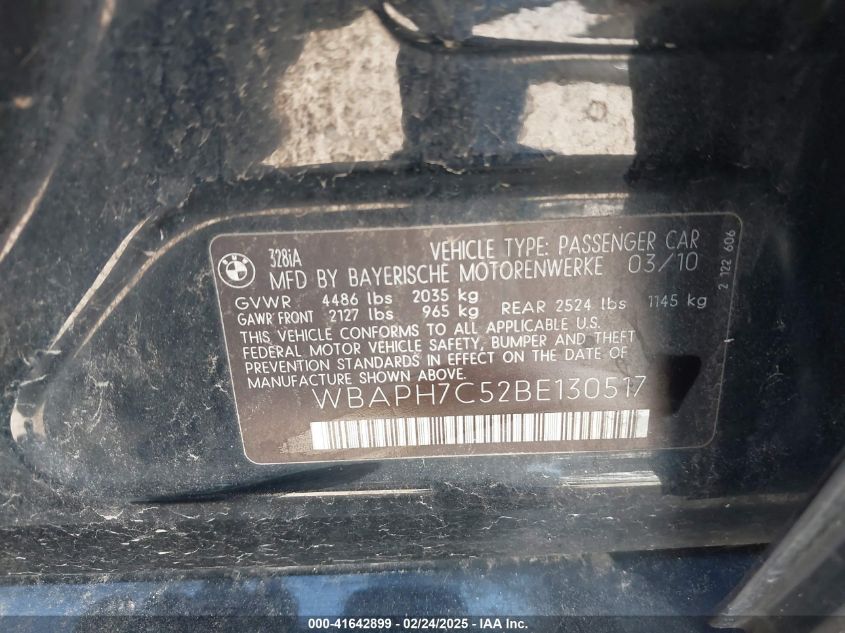 BMW
328iA
VEHICLE TYPE: PASSENGER CAR
MFD BY BAYERISCHE MOTORENWERKE 03/10
GVWR 4486 lbs 2035 kg
GAWR FRONT 2127 lbs 965 kg REAR 2524 lbs 1145 kg
THIS VEHICLE CONFORMS TO ALL APPLICABLE U.S.
FEDERAL MOTOR VEHICLE SAFETY, BUMPER AND THEFT
PREVENTION STANDARDS IN EFFECT ON THE DATE OF
MANUFACTURE SHOWN ABOVE.
WBAPH7C52BE130517
2 122 606
000-41642899 - 02/24/2025 - IAA Inc.